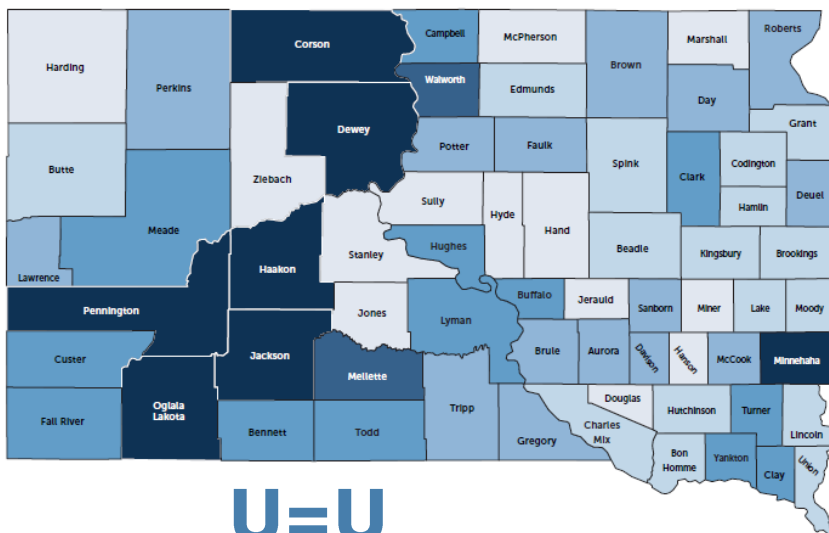 Corson
Campbell
McPherson
Marshall
Roberts
Harding
Perkins
Brown
Walworth
Edmunds
Day
Dewey
Grant
Potter
Faulk
Butte
Ziebach
Spink
Clark
Codington
Deuel
Sully
Hyde
Hand
Hamlin
Meade
Stanley
Hughes
Beadle
Kingsbury
Brookings
Lawrence
Haakon
Buffalo
Jerauld
Sanborn
Miner
Lake
Moody
Pennington
Jones
Lyman
Custer
Jackson
Brule
Aurora
Davison
Hanson
McCook
Minnehaha
Mellette
Fall River
Oglala
Lakota
Bennett
Todd
Tripp
Gregory
Charles
Mix
Douglas
Hutchinson
Turner
Lincoln
Bon
Homme
Yankton
Clay
Union
U=U